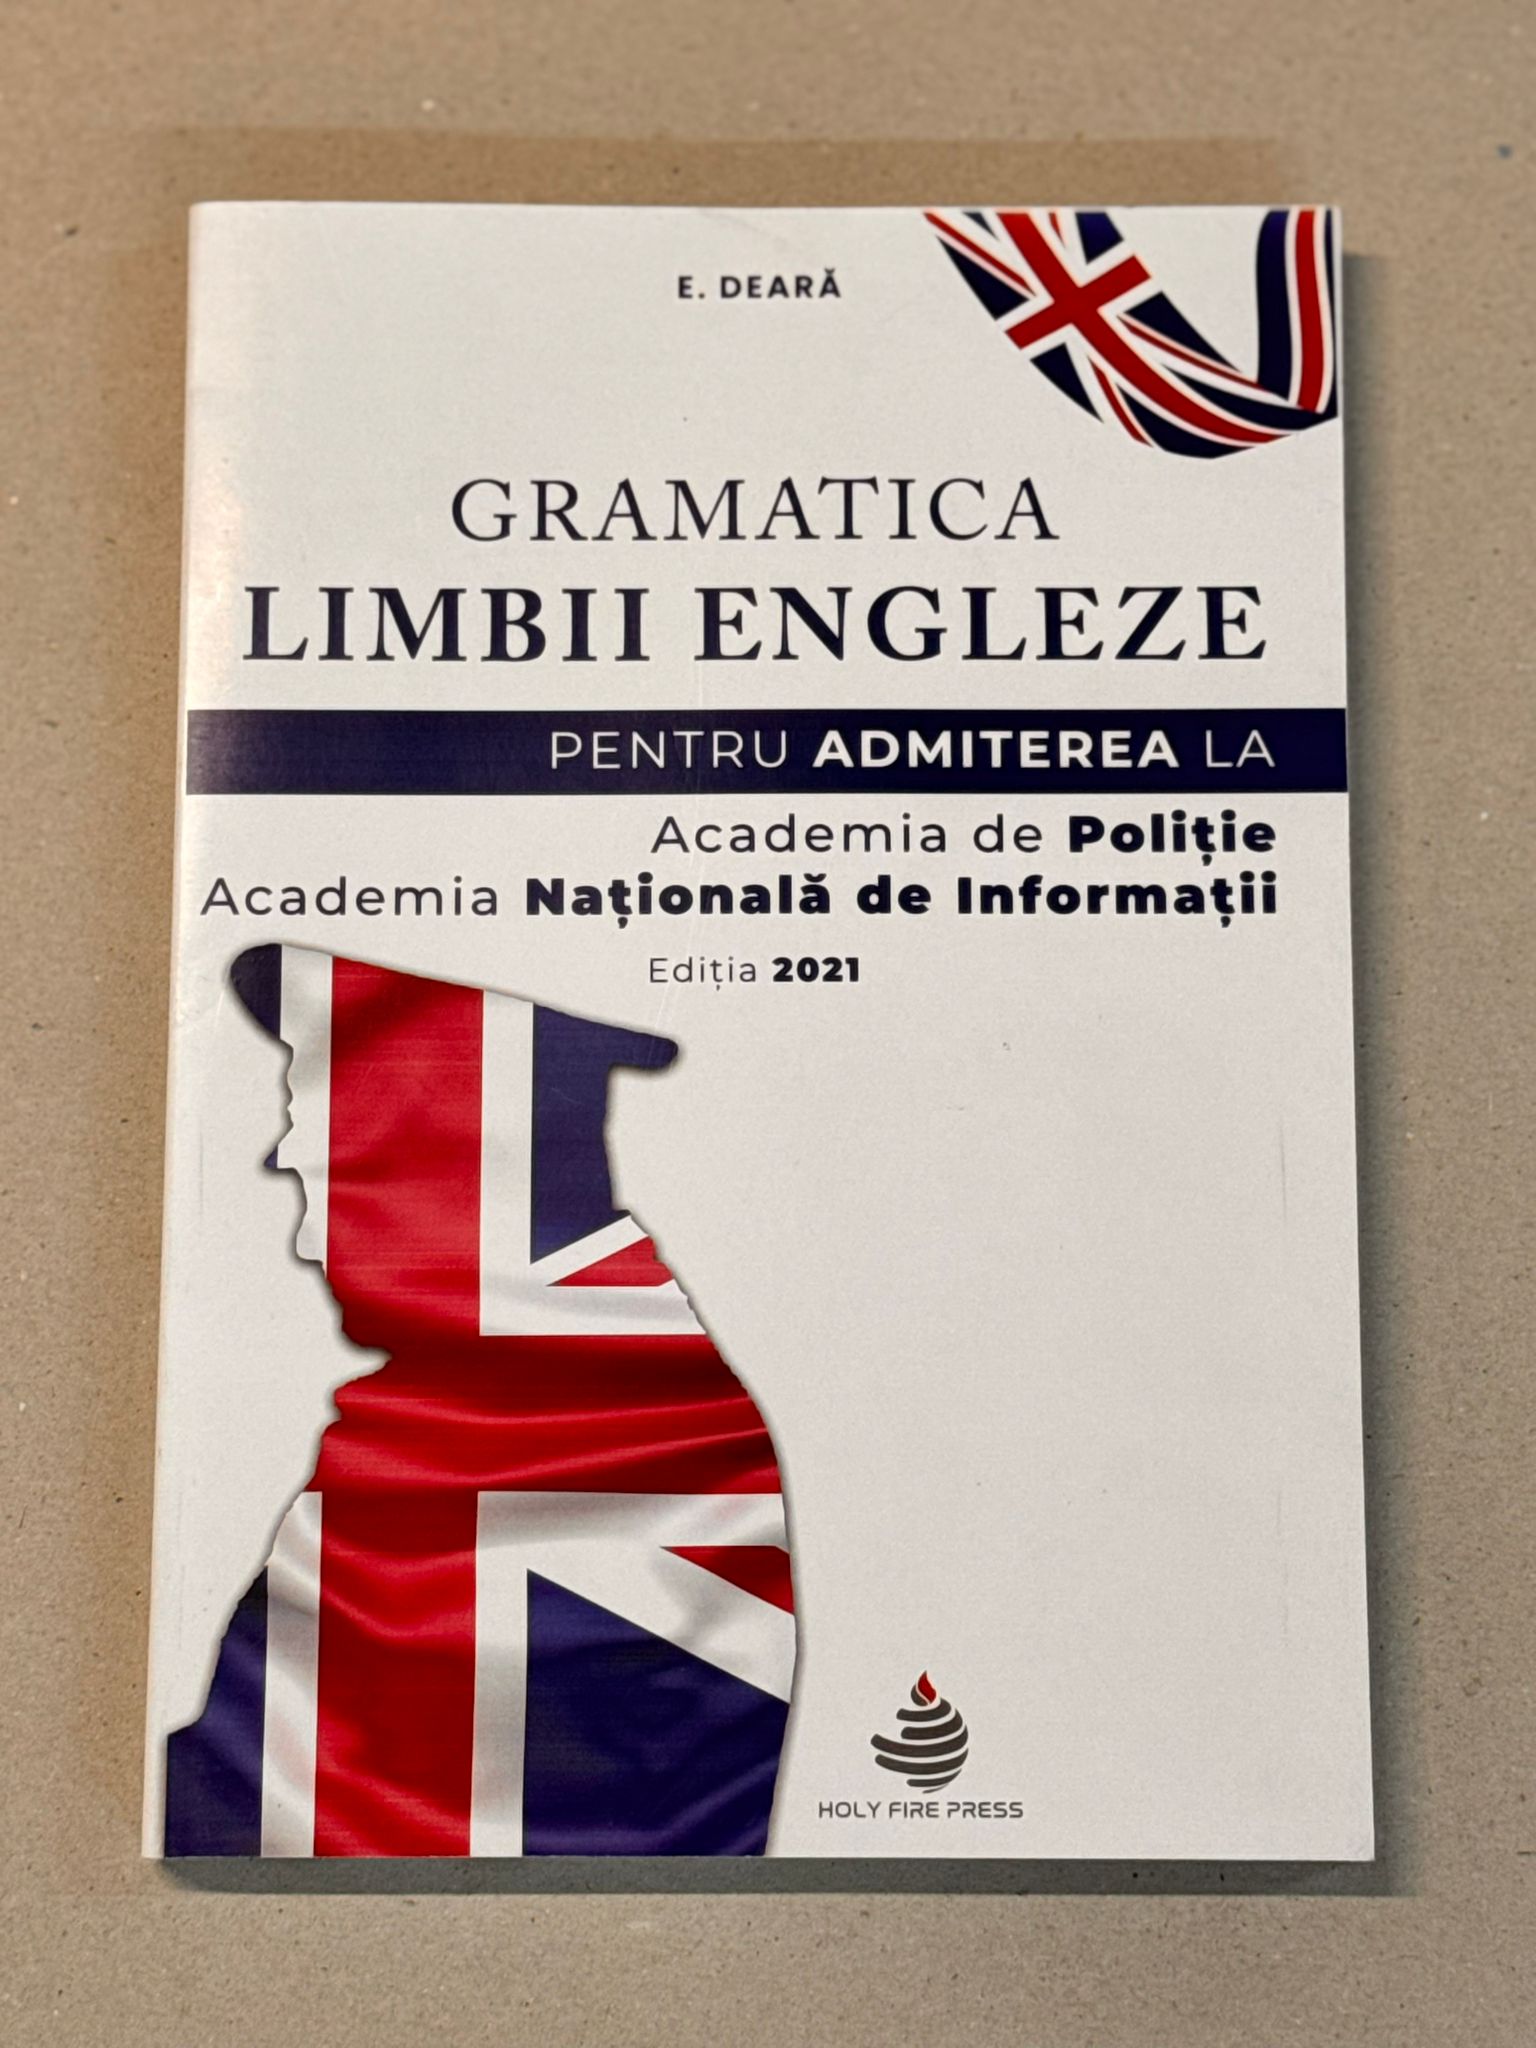 E. DEARĂ
GRAMATICA
LIMBII ENGLEZE
PENTRU ADMITEREA LA
Academia de Poliție
Academia Națională de Informații
Ediția 2021
HOLY FIRE PRESS